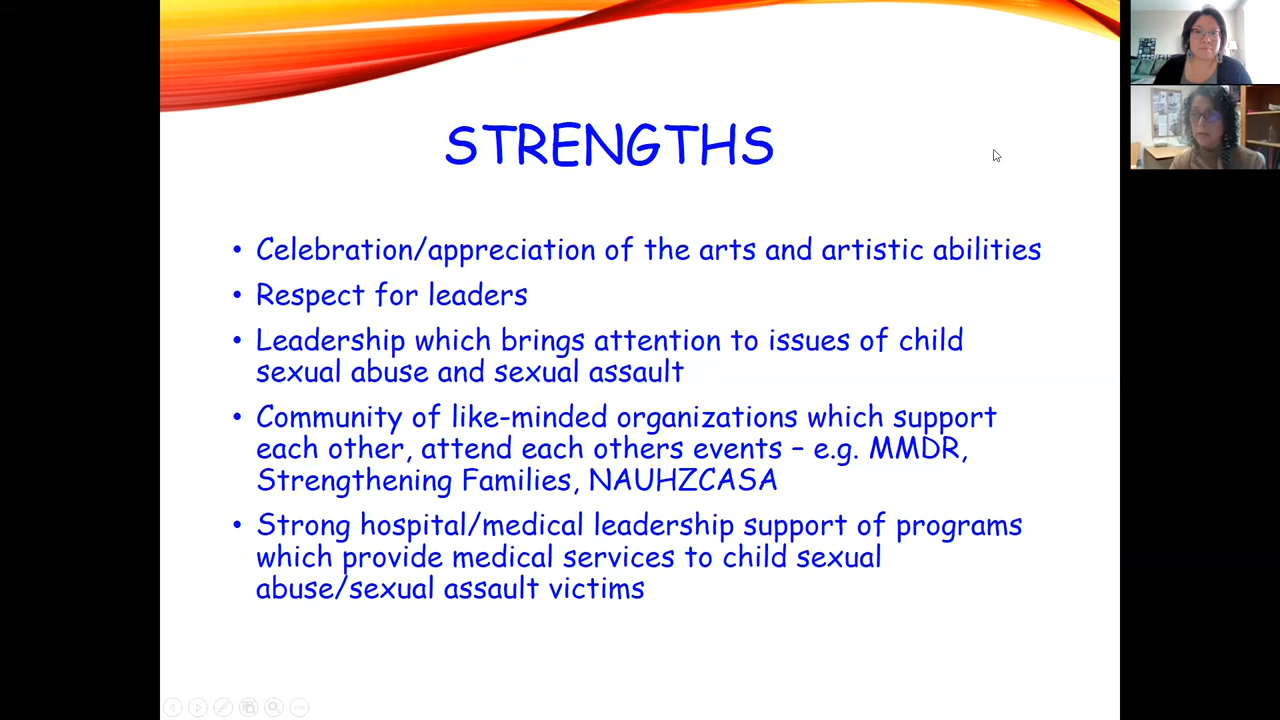 STRENGTHS
• Celebration/appreciation of the arts and artistic abilities
• Respect for leaders
• Leadership which brings attention to issues of child
sexual abuse and sexual assault
• Community of like-minded organizations which support
each other, attend each others events – e.g. MMDR,
Strengthening Families, NAUHZCASA
• Strong hospital/medical leadership support of programs
which provide medical services to child sexual
abuse/sexual assault victims